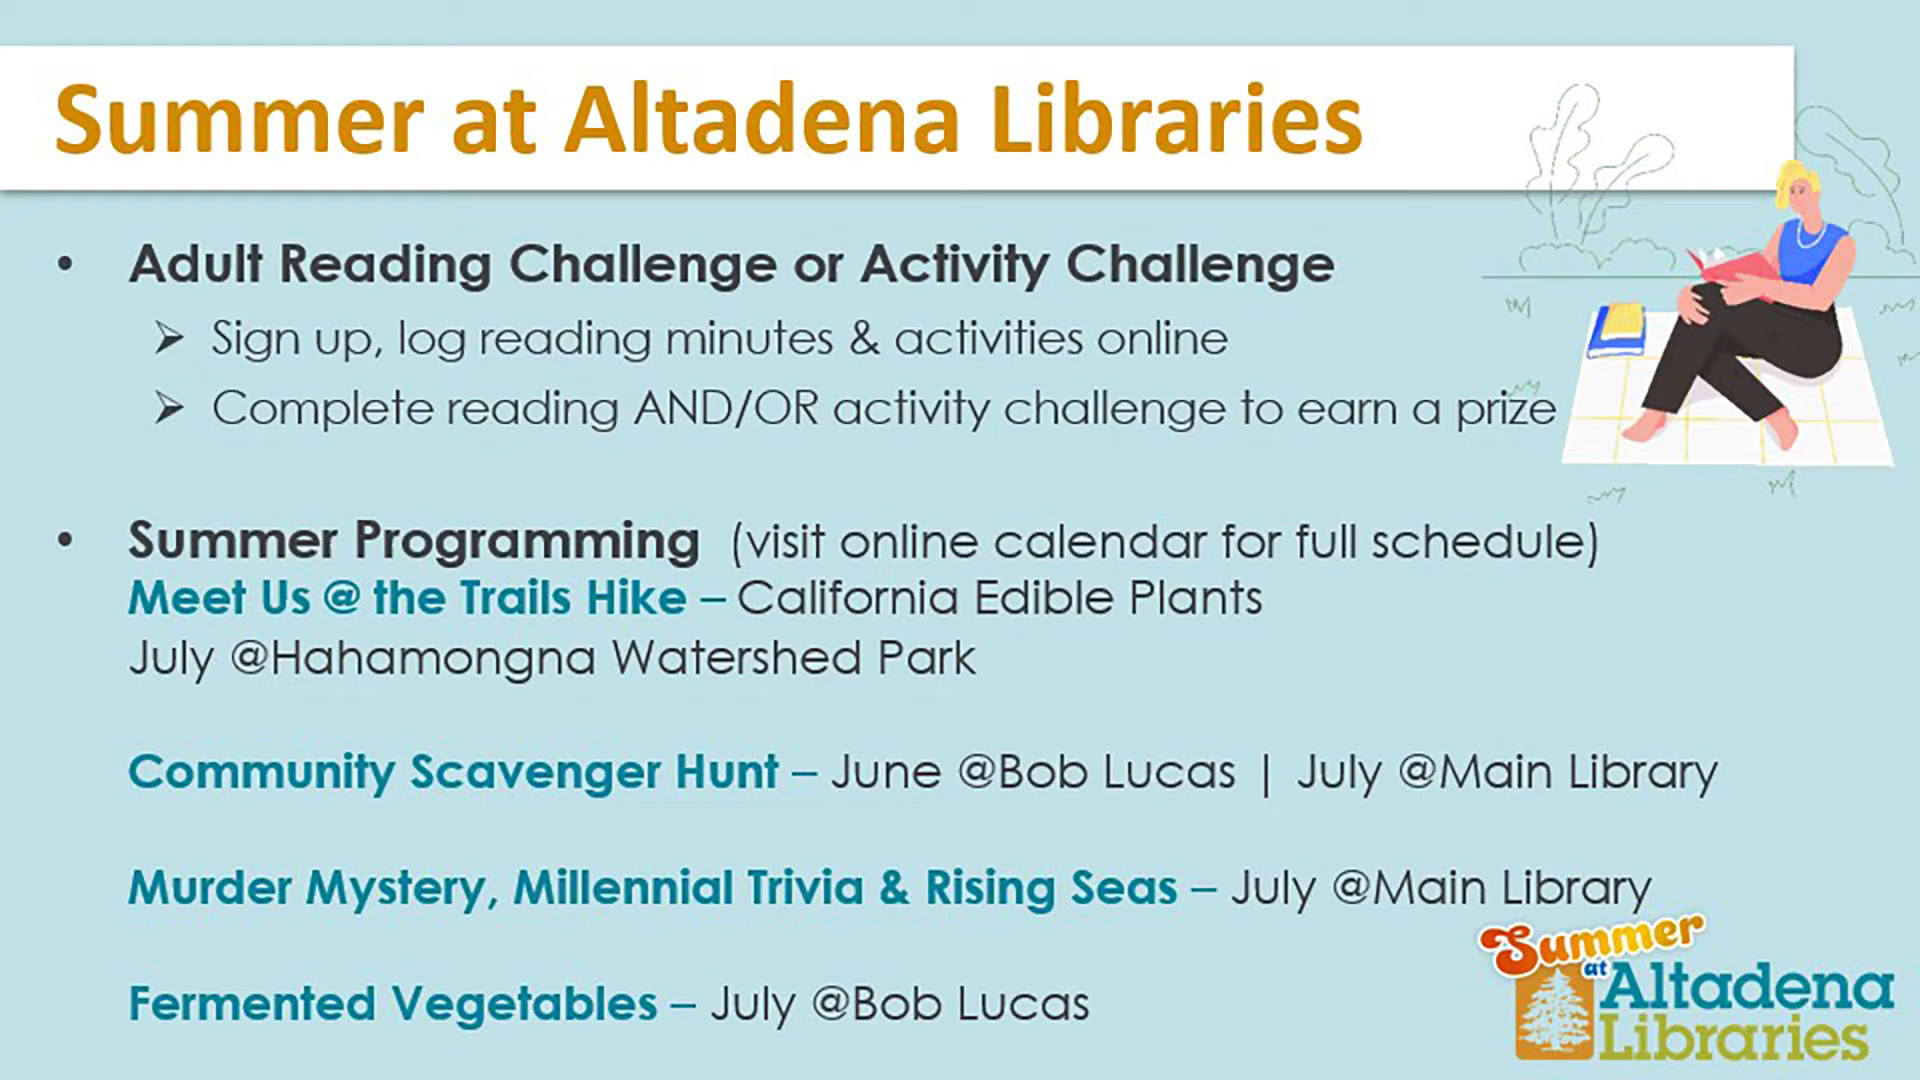 Summer at Altadena Libraries
• Adult Reading Challenge or Activity Challenge
➢ Sign up, log reading minutes & activities online
➢ Complete reading AND/OR activity challenge to earn a prize
• Summer Programming (visit online calendar for full schedule)
Meet Us @ the Trails Hike – California Edible Plants
July @Hahamongna Watershed Park
Community Scavenger Hunt – June @Bob Lucas | July @Main Library
Murder Mystery, Millennial Trivia & Rising Seas – July @Main Library
Fermented Vegetables – July @Bob Lucas
Summer
at Altadena
Libraries